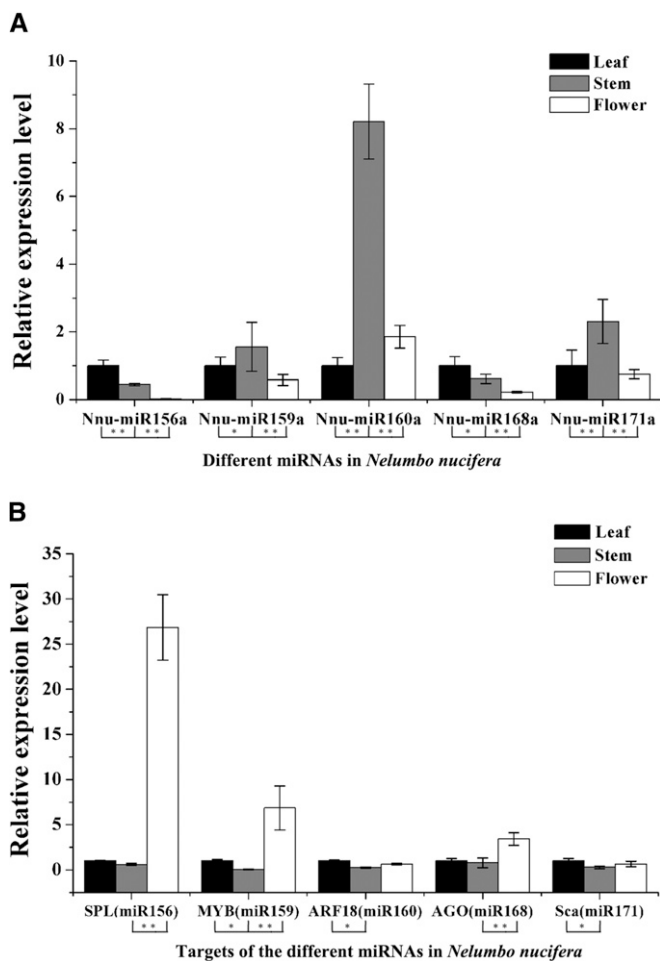 A
Relative expression level
10
8
6
4
2
0
Leaf
Stem
Flower
Nnu-miR156a Nnu-miR159a Nnu-miR160a Nnu-miR168a Nnu-miR171a
** ** * ** ** ** * ** ** **
Different miRNAs in Nelumbo nucifera
B
Relative expression level
35
30
25
20
15
10
5
0
Leaf
Stem
Flower
SPL(miR156) MYB(miR159) ARF18(miR160) AGO(miR168) Sca(miR171)
** * ** * ** *
Targets of the different miRNAs in Nelumbo nucifera